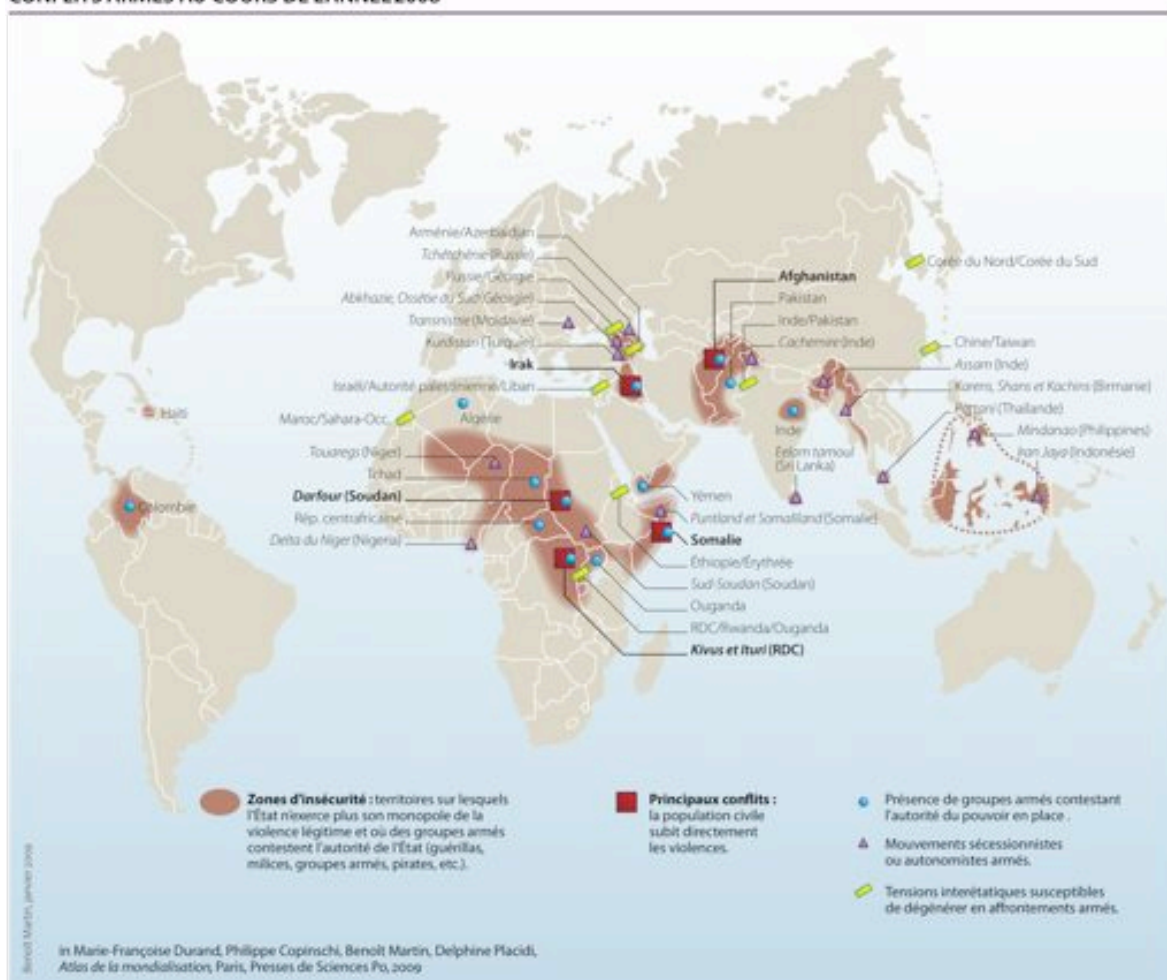 CONFLITS ARMÉS AU COURS DE L'ANNÉE 2008
Arménie/Azerbaïdjan
Tchétchénie (Russie)
Russie/Géorgie
Abkhazie, Ossétie du Sud (Géorgie)
Transnistrie (Moldavie)
Kurdistan (Turquie)
Irak
Israël/Autorité palestinienne/Liban
Maroc/Sahara-Occ.
Algérie
Haïti
Colombie
Touaregs (Niger)
Tchad
Darfour (Soudan)
Rép. centrafricaine
Delta du Niger (Nigeria)
Afghanistan
Pakistan
Inde/Pakistan
Cachemire (Inde)
Corée du Nord/Corée du Sud
Chine/Taiwan
Assam (Inde)
Karens, Shans et Kachins (Birmanie)
Pattani (Thaïlande)
Mindanao (Philippines)
Irian Jaya (Indonésie)
Inde
Eelam tamoul
(Sri Lanka)
Yémen
Puntland et Somaliland (Somalie)
Somalie
Éthiopie/Érythrée
Sud-Soudan (Soudan)
Ouganda
RDC/Rwanda/Ouganda
Kivus et Ituri (RDC)
Zones d'insécurité : territoires sur lesquels
l'État n'exerce plus son monopole de la
violence légitime et où des groupes armés
contestent l'autorité de l'État (guérillas,
milices, groupes armés, pirates, etc.).
Principaux conflits :
la population civile
subit directement
les violences.
Présence de groupes armés contestant
l'autorité du pouvoir en place .
Mouvements sécessionnistes
ou autonomistes armés.
Tensions interétatiques susceptibles
de dégénérer en affrontements armés.
Benoît Martin, janvier 2009
in Marie-Françoise Durand, Philippe Copinschi, Benoît Martin, Delphine Placidi,
Atlas de la mondialisation, Paris, Presses de Sciences Po, 2009